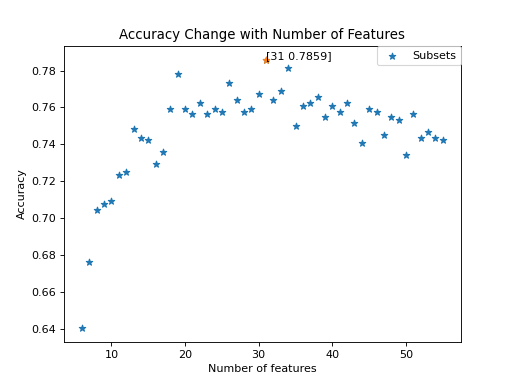 Accuracy Change with Number of Features
[31 0.7859]
Subsets
0.78
0.76
0.74
0.72
0.70
0.68
0.66
0.64
Accuracy
10 20 30 40 50
Number of features